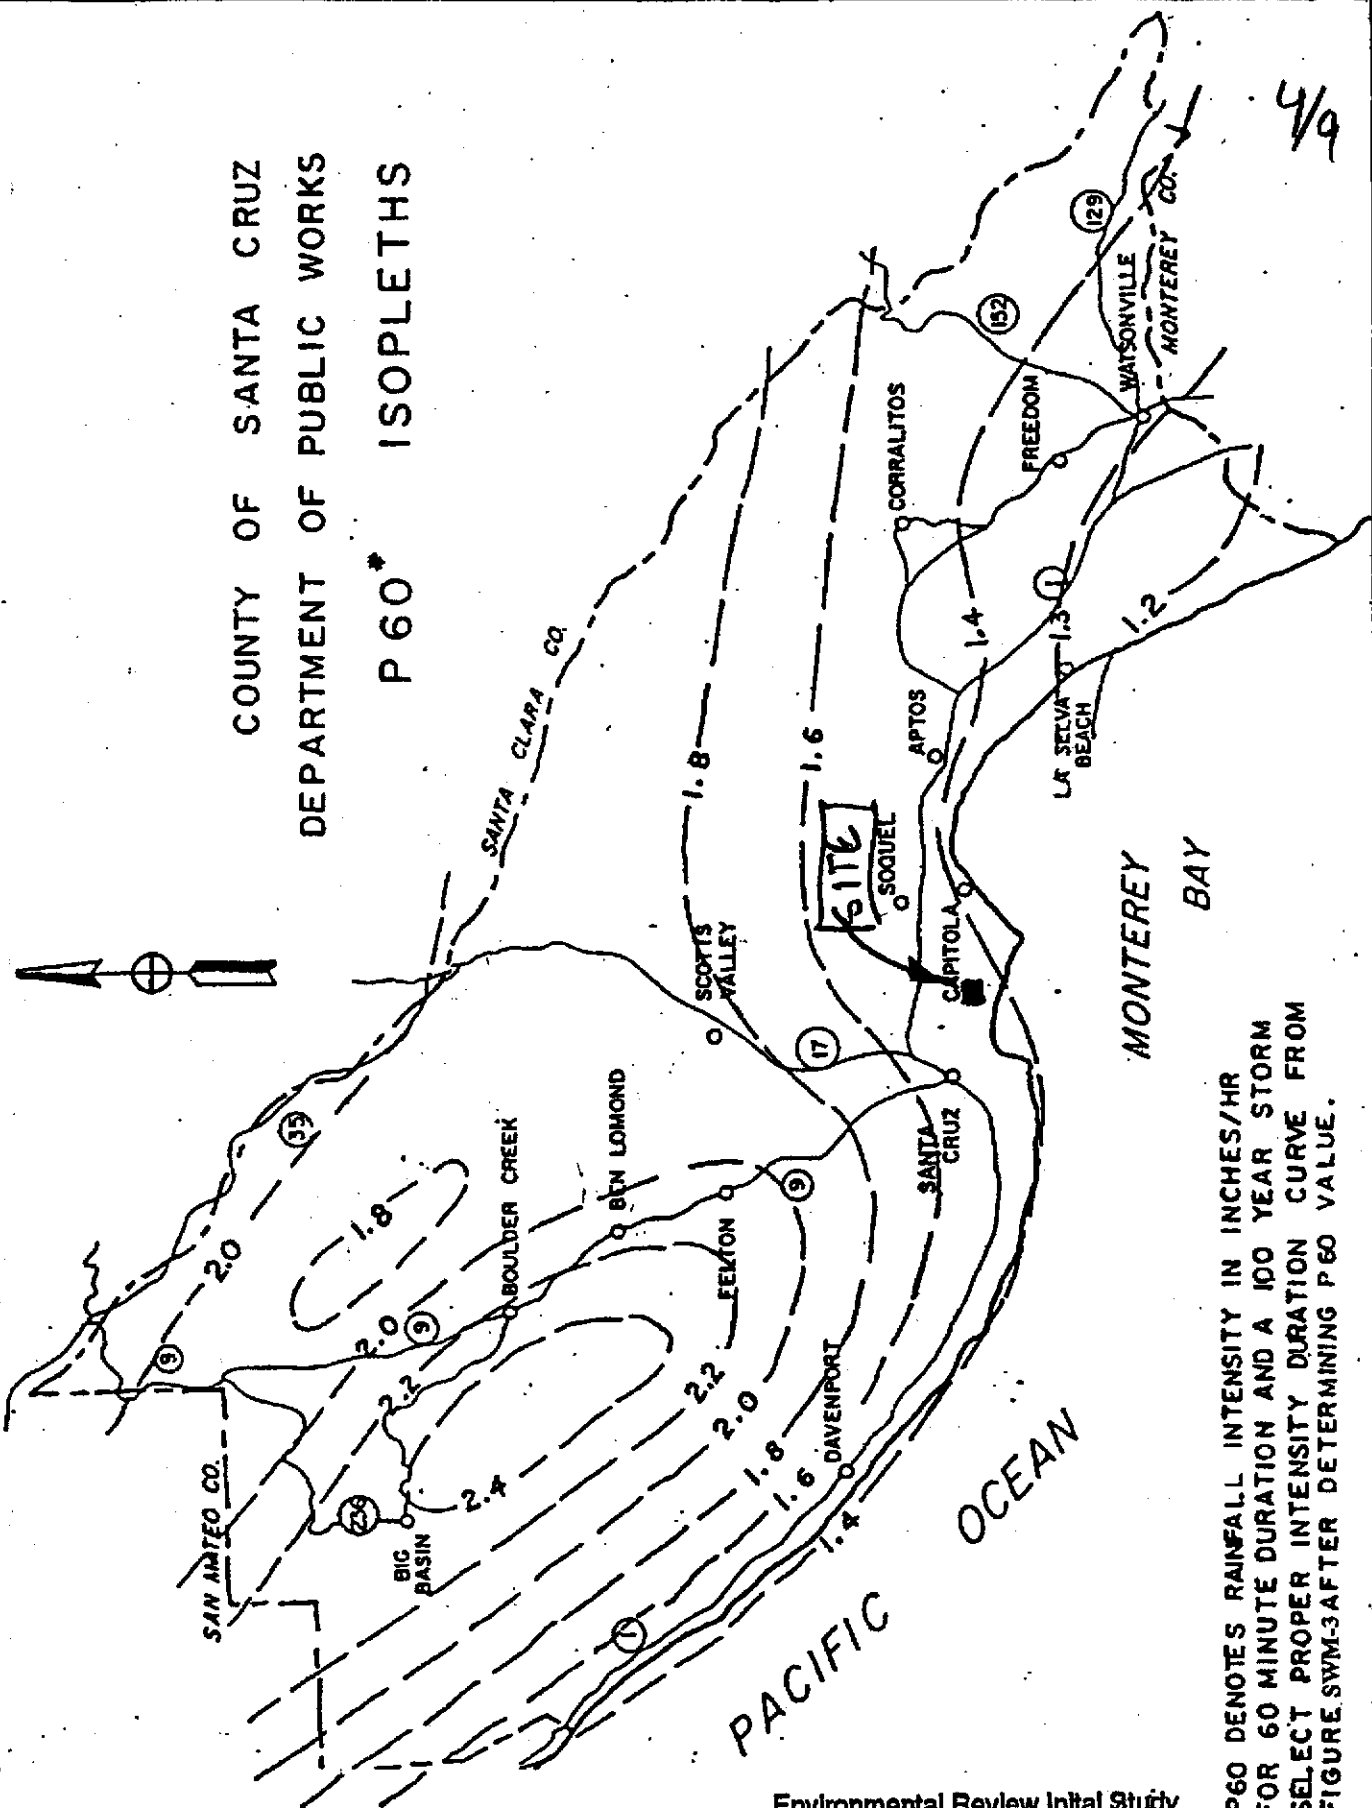 COUNTY OF SANTA CRUZ
DEPARTMENT OF PUBLIC WORKS
P60* ISOPLETHS
4/9
SANTA CLARA CO.
SAN AMTEO CO.
35
9
2.0
1.8
2.0
9
2.2
236
BIG
BASIN
2.4
BOULDER CREEK
BEN LOMOND
FELTON
9
2.2
2.0
1.8
1.6
1.4
1
DAVENPORT
SCOTTS
VALLEY
17
SANTA
CRUZ
1.8
1.6
SITE
SOQUEL
CAPITOLA
APTOS
1.4
CORRALITOS
FREEDOM
152
129
WATSONVILLE
MONTEREY CO.
1
1.3
LA SELVA
BEACH
1.2
MONTEREY
BAY
PACIFIC OCEAN
P60 DENOTES RAINFALL INTENSITY IN INCHES/HR
FOR 60 MINUTE DURATION AND A 100 YEAR STORM
SELECT PROPER INTENSITY DURATION CURVE FROM
FIGURE SWM-3 AFTER DETERMINING P60 VALUE.
Environmental Review Inital Study